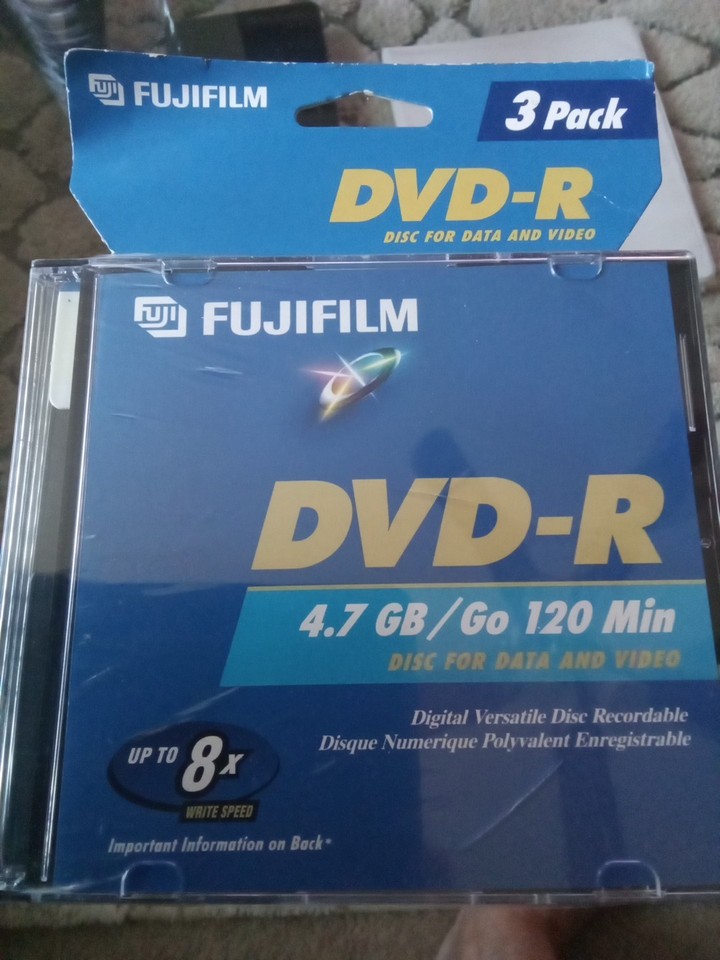 FUJI FUJIFILM
3 Pack
DVD-R
DISC FOR DATA AND VIDEO
FUJI FUJIFILM
DVD-R
4.7 GB/Go 120 Min
DISC FOR DATA AND VIDEO
Digital Versatile Disc Recordable
Disque Numerique Polyvalent Enregistrable
UP TO 8x
WRITE SPEED
Important Information on Back*